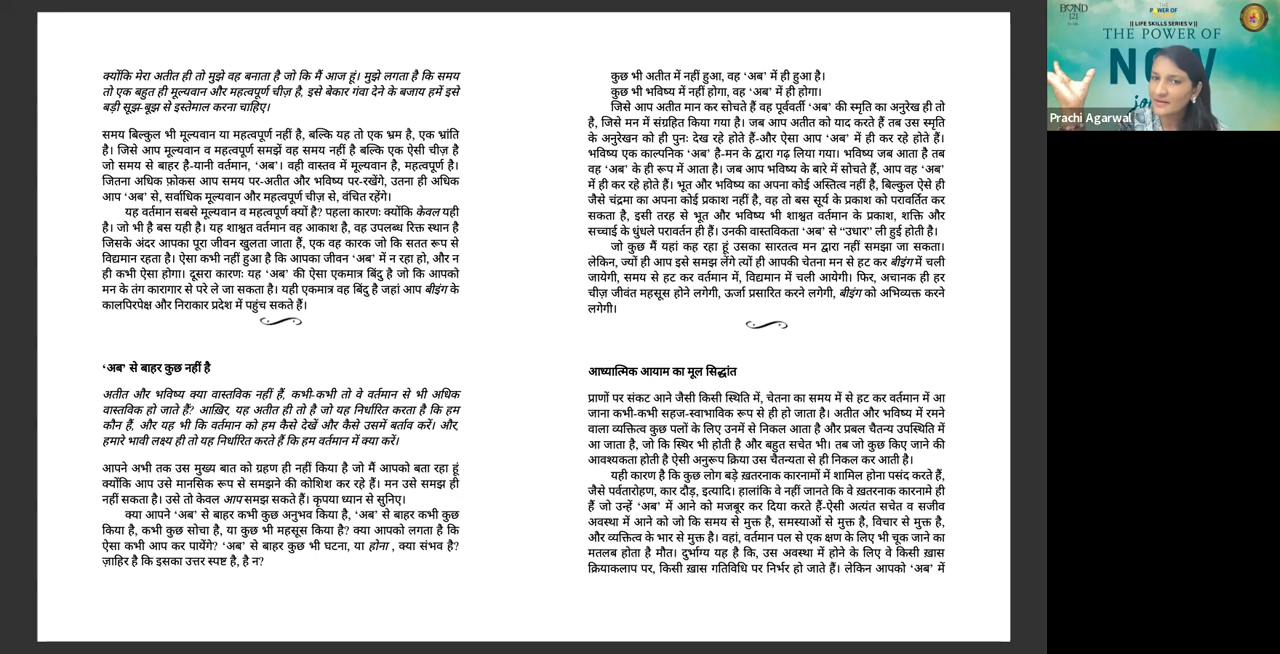 क्योंकि मेरा अतीत ही तो मुझे वह बनाता है जो कि मैं आज हूं। मुझे लगता है कि समय
तो एक बहुत ही मूल्यवान और महत्वपूर्ण चीज़ है, इसे बेकार गंवा देने के बजाय हमें इसे
बड़ी सूझ-बूझ से इस्तेमाल करना चाहिए।
समय बिल्कुल भी मूल्यवान या महत्वपूर्ण नहीं है, बल्कि यह तो एक भ्रम है, एक भ्रांति
है। जिसे आप मूल्यवान व महत्वपूर्ण समझें वह समय नहीं है बल्कि एक ऐसी चीज़ है
जो समय से बाहर है-यानी वर्तमान, ‘अब’। वही वास्तव में मूल्यवान है, महत्वपूर्ण है।
जितना अधिक फ़ोकस आप समय पर-अतीत और भविष्य पर-रखेंगे, उतना ही अधिक
आप ‘अब’ से, सर्वाधिक मूल्यवान और महत्वपूर्ण चीज़ से, वंचित रहेंगे।
यह वर्तमान सबसे मूल्यवान व महत्वपूर्ण क्यों है? पहला कारणः क्योंकि केवल यही
है। जो भी है बस यही है। यह शाश्वत वर्तमान वह आकाश है, वह उपलब्ध रिक्त स्थान है
जिसके अंदर आपका पूरा जीवन खुलता जाता हैं, एक वह कारक जो कि सतत रूप से
विद्यमान रहता है। ऐसा कभी नहीं हुआ है कि आपका जीवन ‘अब’ में न रहा हो, और न
ही कभी ऐसा होगा। दूसरा कारणः यह ‘अब’ की ऐसा एकमात्र बिंदु है जो कि आपको
मन के तंग कारागार से परे ले जा सकता है। यही एकमात्र वह बिंदु है जहां आप बीइंग के
कालपिरपेक्ष और निराकार प्रदेश में पहुंच सकते हैं।
‘अब’ से बाहर कुछ नहीं है
अतीत और भविष्य क्या वास्तविक नहीं हैं, कभी-कभी तो वे वर्तमान से भी अधिक
वास्तविक हो जाते हैं? आख़िर, यह अतीत ही तो है जो यह निर्धारित करता है कि हम
कौन हैं, और यह भी कि वर्तमान को हम कैसे देखें और कैसे उसमें बर्ताव करें। और,
हमारे भावी लक्ष्य ही तो यह निर्धारित करते हैं कि हम वर्तमान में क्या करें।
आपने अभी तक उस मुख्य बात को ग्रहण ही नहीं किया है जो मैं आपको बता रहा हूं
क्योंकि आप उसे मानसिक रूप से समझने की कोशिश कर रहे हैं। मन उसे समझ ही
नहीं सकता है। उसे तो केवल आप समझ सकते हैं। कृपया ध्यान से सुनिए।
क्या आपने ‘अब’ से बाहर कभी कुछ अनुभव किया है, ‘अब’ से बाहर कभी कुछ
किया है, कभी कुछ सोचा है, या कुछ भी महसूस किया है? क्या आपको लगता है कि
ऐसा कभी आप कर पायेंगे? ‘अब’ से बाहर कुछ भी घटना, या होना , क्या संभव है?
ज़ाहिर है कि इसका उत्तर स्पष्ट है, है न?
कुछ भी अतीत में नहीं हुआ, वह ‘अब’ में ही हुआ है।
कुछ भी भविष्य में नहीं होगा, वह ‘अब’ में ही होगा।
जिसे आप अतीत मान कर सोचते हैं वह पूर्ववर्ती ‘अब’ की स्मृति का अनुरेख ही तो
है, जिसे मन में संग्रहित किया गया है। जब आप अतीत को याद करते हैं तब उस स्मृति
के अनुरेखन को ही पुनः देख रहे होते हैं-और ऐसा आप ‘अब’ में ही कर रहे होते हैं।
भविष्य एक काल्पनिक ‘अब’ है-मन के द्वारा गढ़ लिया गया। भविष्य जब आता है तब
वह ‘अब’ के ही रूप में आता है। जब आप भविष्य के बारे में सोचते हैं, आप वह ‘अब’
में ही कर रहे होते हैं। भूत और भविष्य का अपना कोई अस्तित्व नहीं है, बिल्कुल ऐसे ही
जैसे चंद्रमा का अपना कोई प्रकाश नहीं है, वह तो बस सूर्य के प्रकाश को परावर्तित कर
सकता है, इसी तरह से भूत और भविष्य भी शाश्वत वर्तमान के प्रकाश, शक्ति और
सच्चाई के धुंधले परावर्तन ही हैं। उनकी वास्तविकता ‘अब’ से “उधार” ली हुई होती है।
जो कुछ मैं यहां कह रहा हूं उसका सारतत्व मन द्वारा नहीं समझा जा सकता।
लेकिन, ज्यों ही आप इसे समझ लेंगे त्यों ही आपकी चेतना मन से हट कर बीइंग में चली
जायेगी, समय से हट कर वर्तमान में, विद्यमान में चली आयेगी। फिर, अचानक ही हर
चीज़ जीवंत महसूस होने लगेगी, ऊर्जा प्रसारित करने लगेगी, बीइंग को अभिव्यक्त करने
लगेगी।
आध्यात्मिक आयाम का मूल सिद्धांत
प्राणों पर संकट आने जैसी किसी स्थिति में, चेतना का समय में से हट कर वर्तमान में आ
जाना कभी-कभी सहज-स्वाभाविक रूप से ही हो जाता है। अतीत और भविष्य में रमने
वाला व्यक्तित्व कुछ पलों के लिए उनमें से निकल आता है और प्रबल चैतन्य उपस्थिति में
आ जाता है, जो कि स्थिर भी होती है और बहुत सचेत भी। तब जो कुछ किए जाने की
आवश्यकता होती है ऐसी अनुरूप क्रिया उस चैतन्यता से ही निकल कर आती है।
यही कारण है कि कुछ लोग बड़े ख़तरनाक कारनामों में शामिल होना पसंद करते हैं,
जैसे पर्वतारोहण, कार दौड़, इत्यादि। हालांकि वे नहीं जानते कि वे ख़तरनाक कारनामे ही
हैं जो उन्हें ‘अब’ में आने को मजबूर कर दिया करते हैं-ऐसी अत्यंत सचेत व सजीव
अवस्था में आने को जो कि समय से मुक्त है, समस्याओं से मुक्त है, विचार से मुक्त है,
और व्यक्तित्व के भार से मुक्त है। वहां, वर्तमान पल से एक क्षण के लिए भी चूक जाने का
मतलब होता है मौत। दुर्भाग्य यह है कि, उस अवस्था में होने के लिए वे किसी ख़ास
क्रियाकलाप पर, किसी ख़ास गतिविधि पर निर्भर हो जाते हैं। लेकिन आपको ‘अब’ में
BOND
121
THE
POWER OF
|| LIFE SKILLS SERIES V ||
THE POWER OF
Prachi Agarwal